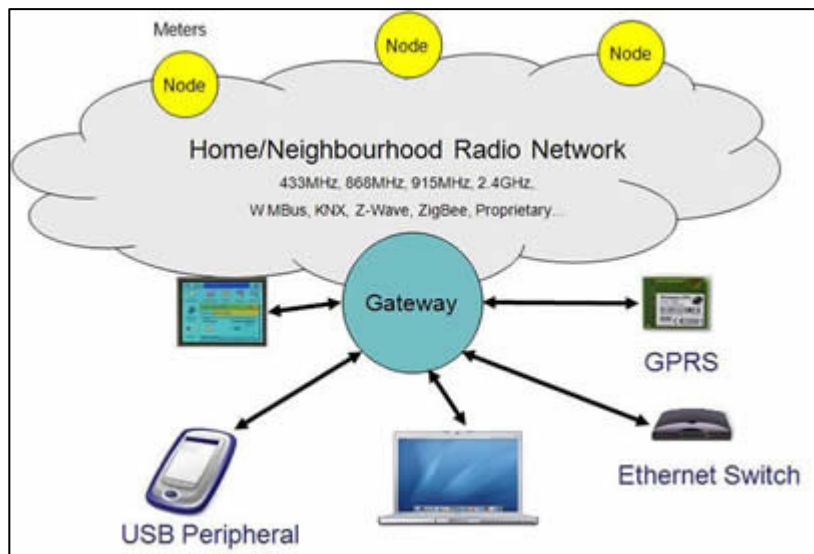 Meters
Node
Node
Node
Home/Neighbourhood Radio Network
433MHz, 868MHz, 915MHz, 2.4GHz,
WMBus, KNX, Z-Wave, ZigBee, Proprietary...
Gateway
GPRS
Ethernet Switch
USB Peripheral